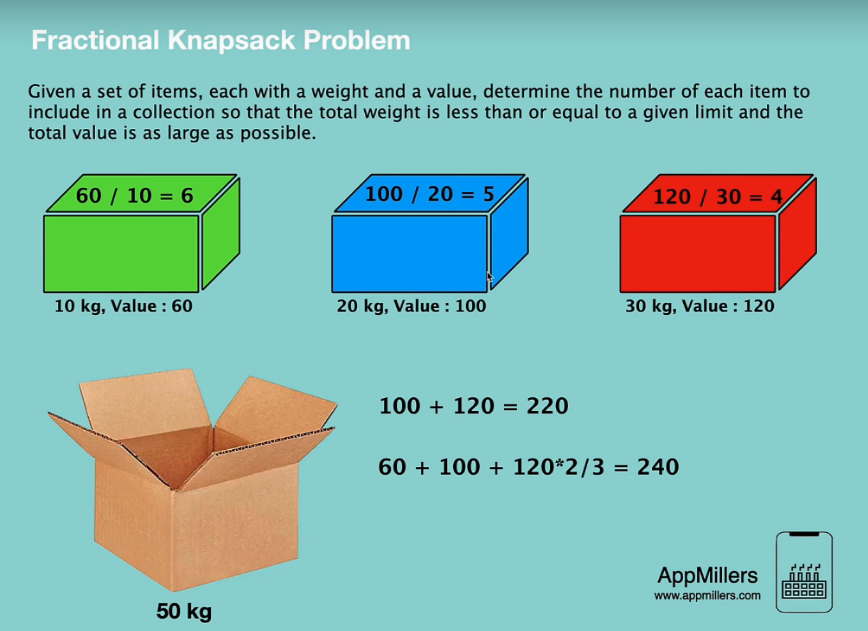 Fractional Knapsack Problem
Given a set of items, each with a weight and a value, determine the number of each item to
include in a collection so that the total weight is less than or equal to a given limit and the
total value is as large as possible.
60 / 10 = 6
100 / 20 = 5
120 / 30 = 4
10 kg, Value : 60
20 kg, Value : 100
30 kg, Value : 120
100 + 120 = 220
60 + 100 + 120*2/3 = 240
50 kg
AppMillers
www.appmillers.com